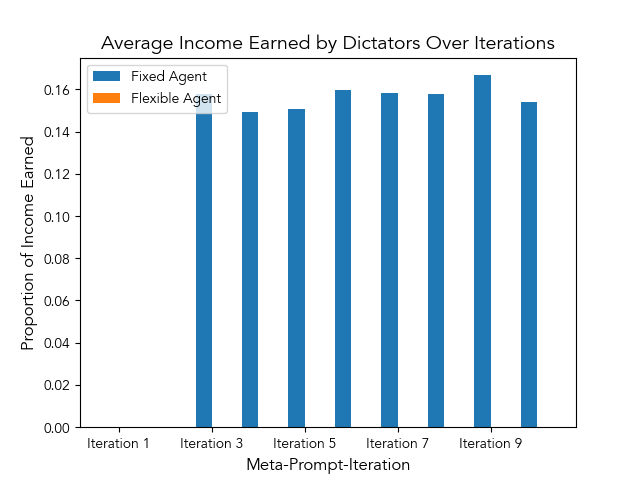 Average Income Earned by Dictators Over Iterations
Fixed Agent
Flexible Agent
Proportion of Income Earned
0.16
0.14
0.12
0.10
0.08
0.06
0.04
0.02
0.00
Iteration 1 Iteration 3 Iteration 5 Iteration 7 Iteration 9
Meta-Prompt-Iteration